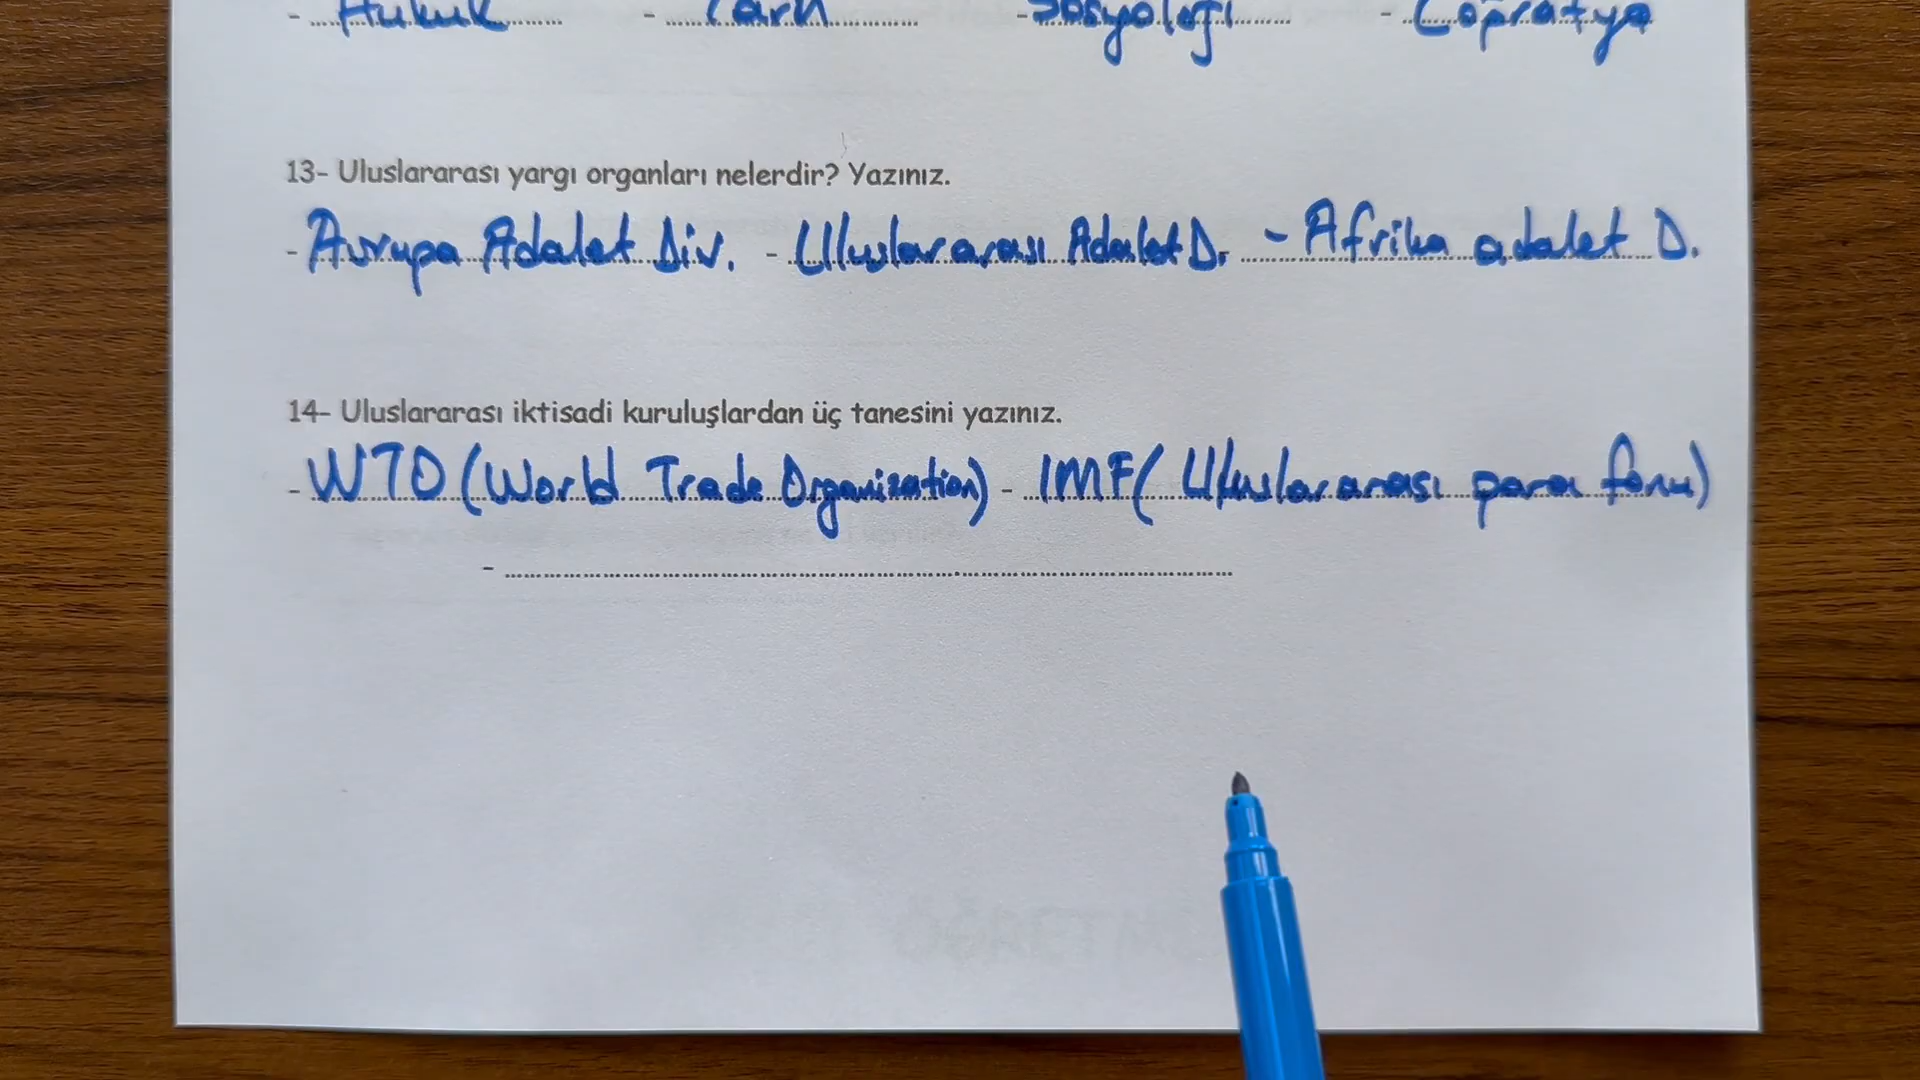 - Hukuk - Tarih - Sosyoloji - Coğrafya
13- Uluslararası yargı organları nelerdir? Yazınız.
- Avrupa Adalet Div. - Uluslararası Adalet D. - Afrika adalet D.
14- Uluslararası iktisadi kuruluşlardan üç tanesini yazınız.
- WTO (World Trade Organization) - IMF ( Uluslararası para fonu)
-